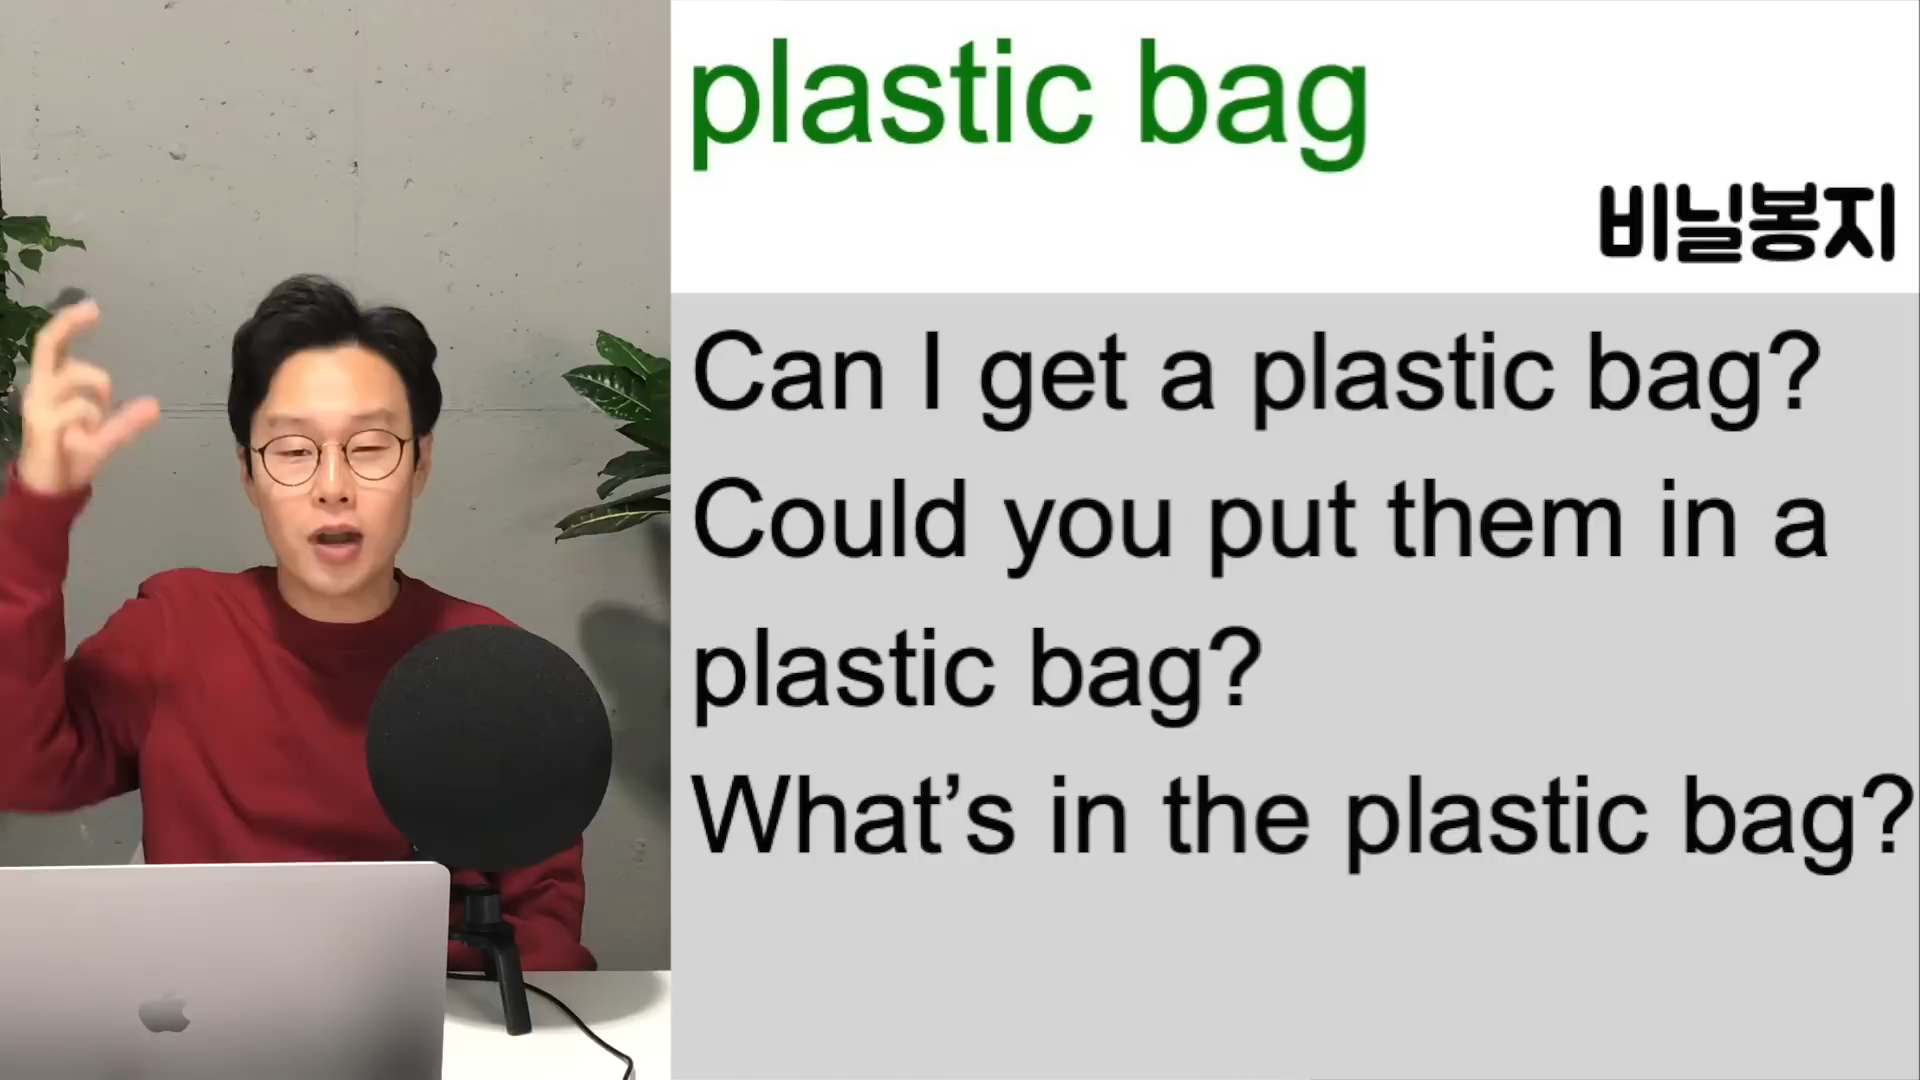 plastic bag
비닐봉지
Can I get a plastic bag?
Could you put them in a
plastic bag?
What’s in the plastic bag?